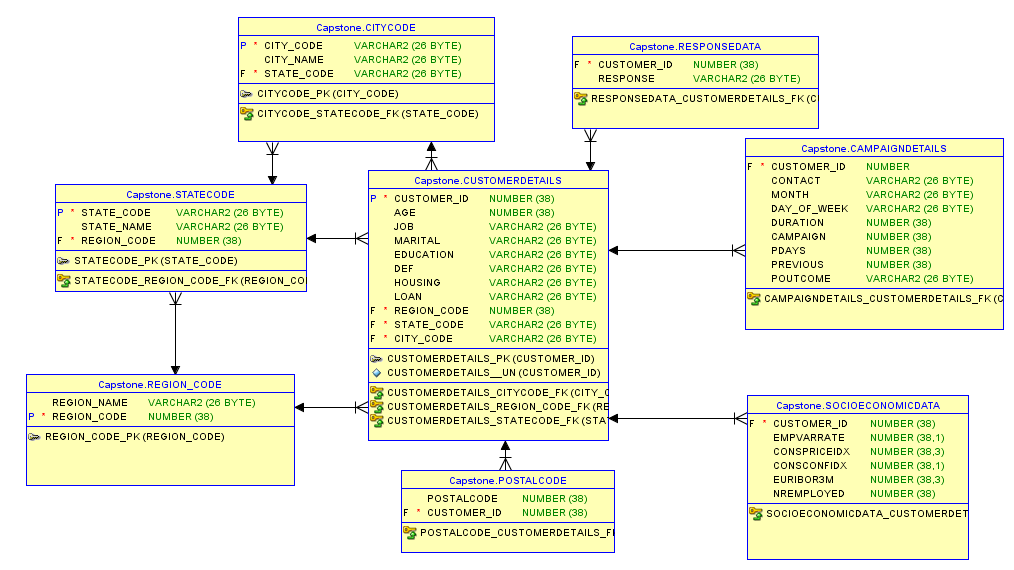 Capstone.CITYCODE
P * CITY_CODE VARCHAR2 (26 BYTE)
CITY_NAME VARCHAR2 (26 BYTE)
F * STATE_CODE VARCHAR2 (26 BYTE)
CITYCODE_PK (CITY_CODE)
CITYCODE_STATECODE_FK (STATE_CODE)
Capstone.RESPONSEDATA
F * CUSTOMER_ID NUMBER (38)
RESPONSE VARCHAR2 (26 BYTE)
RESPONSEDATA_CUSTOMERDETAILS_FK (C
Capstone.CAMPAIGNDETAILS
F * CUSTOMER_ID NUMBER
CONTACT VARCHAR2 (26 BYTE)
MONTH VARCHAR2 (26 BYTE)
DAY_OF_WEEK VARCHAR2 (26 BYTE)
DURATION NUMBER (38)
CAMPAIGN NUMBER (38)
PDAYS NUMBER (38)
PREVIOUS NUMBER (38)
POUTCOME VARCHAR2 (26 BYTE)
CAMPAIGNDETAILS_CUSTOMERDETAILS_FK (C
Capstone.STATECODE
P * STATE_CODE VARCHAR2 (26 BYTE)
STATE_NAME VARCHAR2 (26 BYTE)
F * REGION_CODE NUMBER (38)
STATECODE_PK (STATE_CODE)
STATECODE_REGION_CODE_FK (REGION_CO
Capstone.CUSTOMERDETAILS
P * CUSTOMER_ID NUMBER (38)
AGE NUMBER (38)
JOB VARCHAR2 (26 BYTE)
MARITAL VARCHAR2 (26 BYTE)
EDUCATION VARCHAR2 (26 BYTE)
DEF VARCHAR2 (26 BYTE)
HOUSING VARCHAR2 (26 BYTE)
LOAN VARCHAR2 (26 BYTE)
F * REGION_CODE NUMBER (38)
F * STATE_CODE VARCHAR2 (26 BYTE)
F * CITY_CODE VARCHAR2 (26 BYTE)
CUSTOMERDETAILS_PK (CUSTOMER_ID)
CUSTOMERDETAILS__UN (CUSTOMER_ID)
CUSTOMERDETAILS_CITYCODE_FK (CITY_C
CUSTOMERDETAILS_REGION_CODE_FK (RE
CUSTOMERDETAILS_STATECODE_FK (STA
Capstone.REGION_CODE
REGION_NAME VARCHAR2 (26 BYTE)
P * REGION_CODE NUMBER (38)
REGION_CODE_PK (REGION_CODE)
Capstone.SOCIOECONOMICDATA
F * CUSTOMER_ID NUMBER (38)
EMPVARRATE NUMBER (38,1)
CONSPRICEIDX NUMBER (38,3)
CONSCONFIDX NUMBER (38,1)
EURIBOR3M NUMBER (38,3)
NREMPLOYED NUMBER (38)
SOCIOECONOMICDATA_CUSTOMERDET
Capstone.POSTALCODE
POSTALCODE NUMBER (38)
F * CUSTOMER_ID NUMBER (38)
POSTALCODE_CUSTOMERDETAILS_F